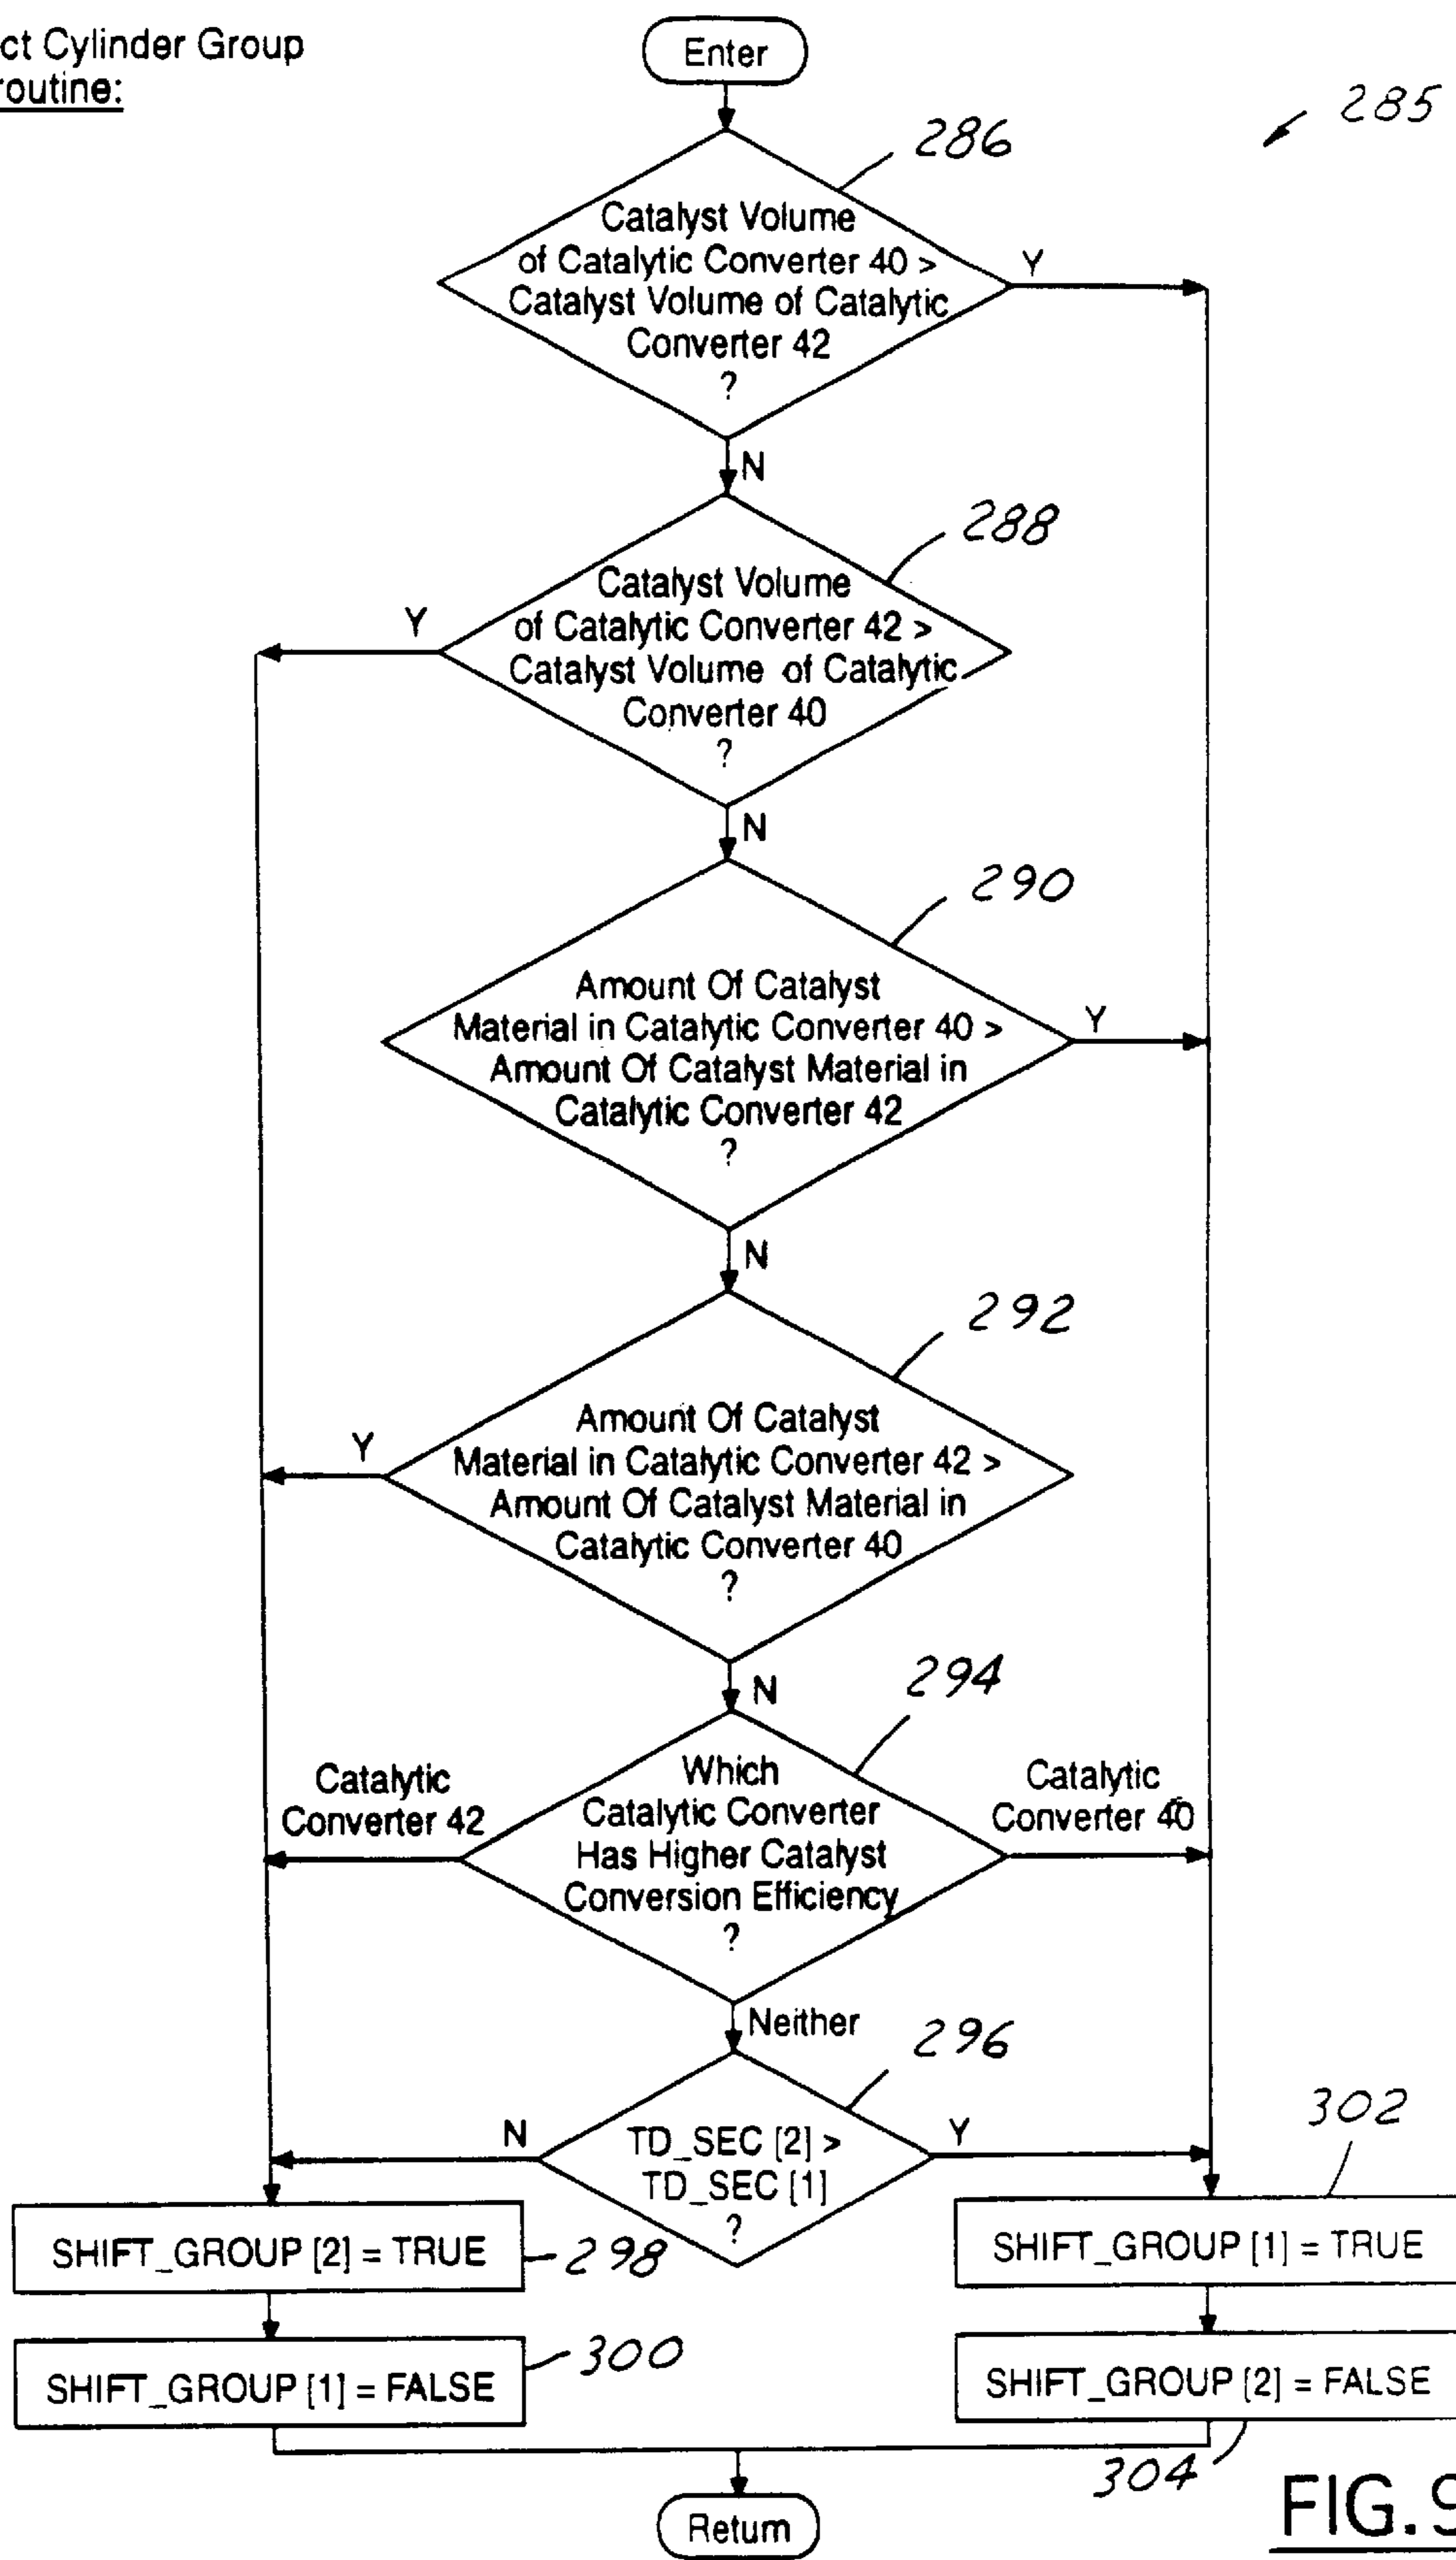 ct Cylinder Group
routine:
Enter
285
286
Catalyst Volume
of Catalytic Converter 40 >
Catalyst Volume of Catalytic
Converter 42
?
Y
N
288
Catalyst Volume
of Catalytic Converter 42 >
Catalyst Volume of Catalytic
Converter 40
?
Y
N
290
Amount Of Catalyst
Material in Catalytic Converter 40 >
Amount Of Catalyst Material in
Catalytic Converter 42
?
Y
N
292
Amount Of Catalyst
Material in Catalytic Converter 42 >
Amount Of Catalyst Material in
Catalytic Converter 40
?
Y
N
294
Which
Catalytic Converter
Has Higher Catalyst
Conversion Efficiency
?
Catalytic
Converter 42
Catalytic
Converter 40
Neither
296
TD_SEC [2] >
TD_SEC [1]
?
N
Y
302
SHIFT_GROUP [2] = TRUE
298
SHIFT_GROUP [1] = TRUE
SHIFT_GROUP [1] = FALSE
300
SHIFT_GROUP [2] = FALSE
304
Return
FIG. 9